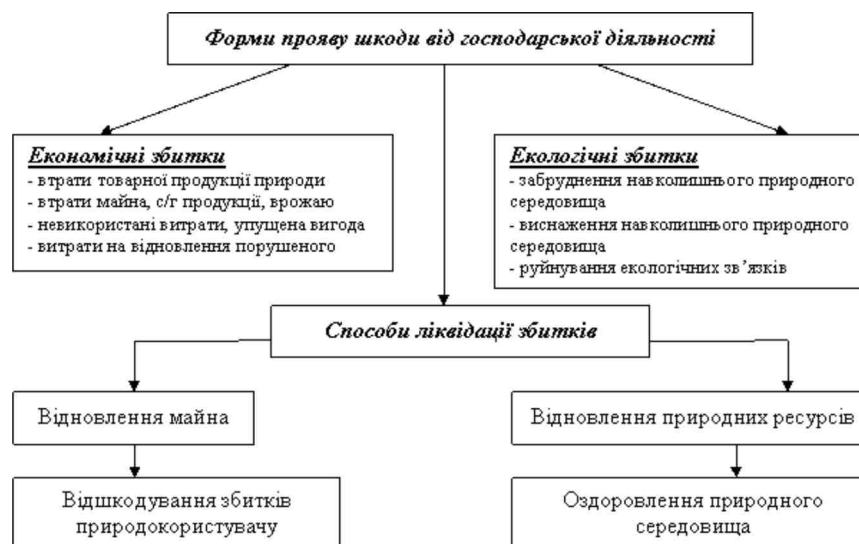 Форми прояву шкоди від господарської діяльності
Економічні збитки
- втрати товарної продукції природи
- втрати майна, с/г продукції, врожаю
- невикористані витрати, упущена вигода
- витрати на відновлення порушеного
Екологічні збитки
- забруднення навколишнього природного
середовища
- виснаження навколишнього природного
середовища
- руйнування екологічних зв’язків
Способи ліквідації збитків
Відновлення майна
Відновлення природних ресурсів
Відшкодування збитків
природокористувачу
Оздоровлення природного
середовища